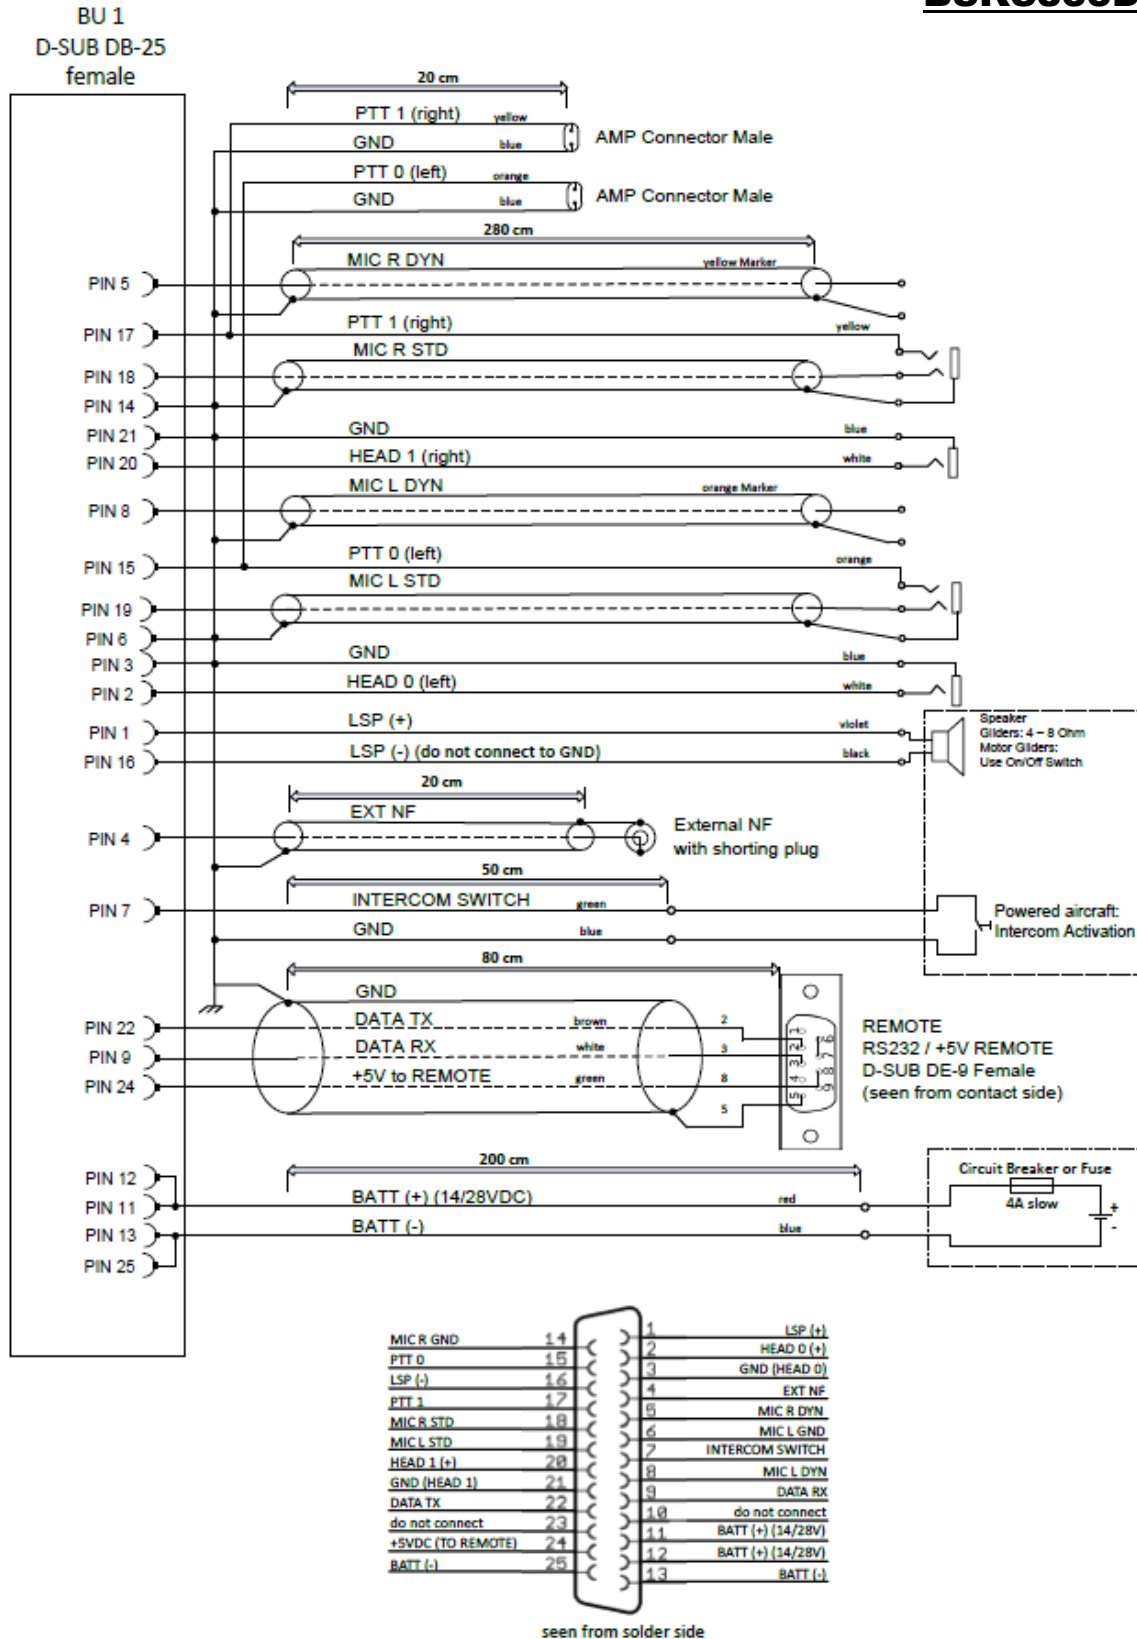 BU 1
D-SUB DB-25
female
20 cm
PTT 1 (right) yellow
GND blue
AMP Connector Male
PTT 0 (left) orange
GND blue
AMP Connector Male
280 cm
MIC R DYN yellow Marker
PIN 5
PTT 1 (right) yellow
PIN 17
MIC R STD
PIN 18
PIN 14
PIN 21 GND blue
PIN 20 HEAD 1 (right) white
MIC L DYN orange Marker
PIN 8
PTT 0 (left) orange
PIN 15
MIC L STD
PIN 19
PIN 6
PIN 3 GND blue
PIN 2 HEAD 0 (left) white
PIN 1 LSP (+) violet
PIN 16 LSP (-) (do not connect to GND) black
Speaker
Gliders: 4 – 8 Ohm
Motor Gliders:
Use On/Off Switch
20 cm
EXT NF
PIN 4
External NF
with shorting plug
50 cm
INTERCOM SWITCH green
PIN 7
GND blue
Powered aircraft:
Intercom Activation
80 cm
GND
PIN 22 DATA TX brown 2
PIN 9 DATA RX white 3
PIN 24 +5V to REMOTE green 8
5
1 2 3 4 5
6 7 8 9
REMOTE
RS232 / +5V REMOTE
D-SUB DE-9 Female
(seen from contact side)
200 cm
PIN 12
PIN 11 BATT (+) (14/28VDC) red
PIN 13 BATT (-) blue
PIN 25
Circuit Breaker or Fuse
4A slow
+
-
MIC R GND 14
PTT 0 15
LSP (-) 16
PTT 1 17
MIC R STD 18
MIC L STD 19
HEAD 1 (+) 20
GND (HEAD 1) 21
DATA TX 22
do not connect 23
+5VDC (TO REMOTE) 24
BATT (-) 25
1 LSP (+)
2 HEAD 0 (+)
3 GND (HEAD 0)
4 EXT NF
5 MIC R DYN
6 MIC L GND
7 INTERCOM SWITCH
8 MIC L DYN
9 DATA RX
10 do not connect
11 BATT (+) (14/28V)
12 BATT (+) (14/28V)
13 BATT (-)
seen from solder side